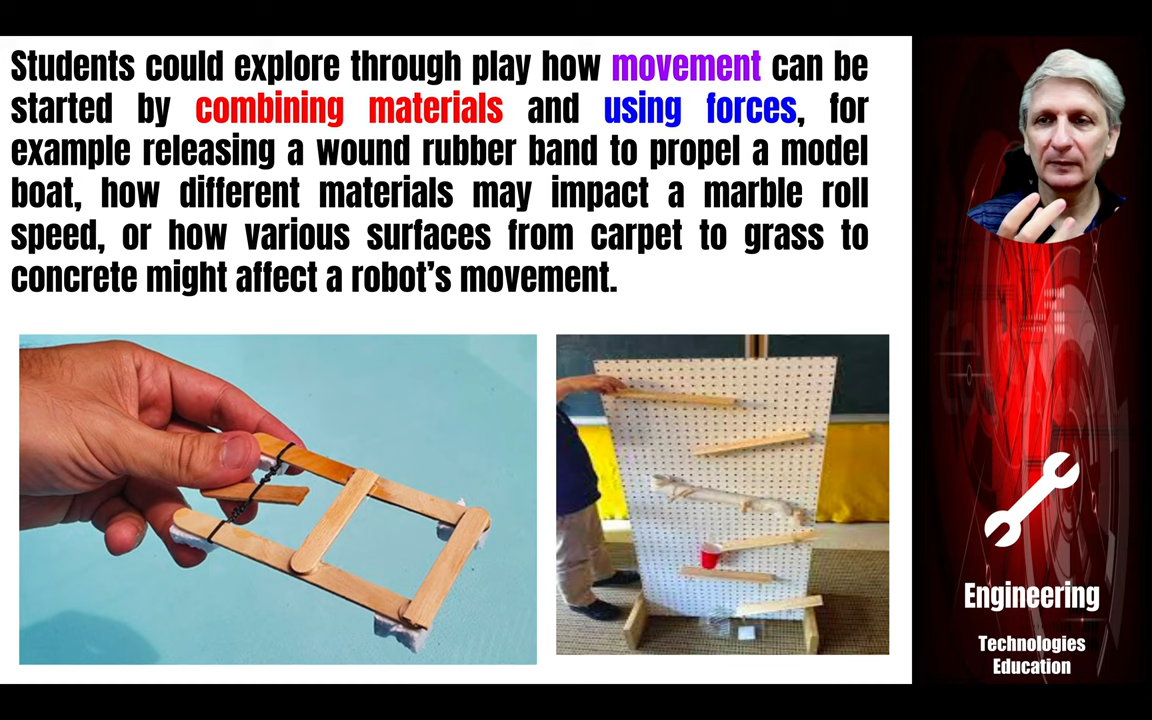 Students could explore through play how movement can be
started by combining materials and using forces, for
example releasing a wound rubber band to propel a model
boat, how different materials may impact a marble roll
speed, or how various surfaces from carpet to grass to
concrete might affect a robot’s movement.
Engineering
Technologies
Education